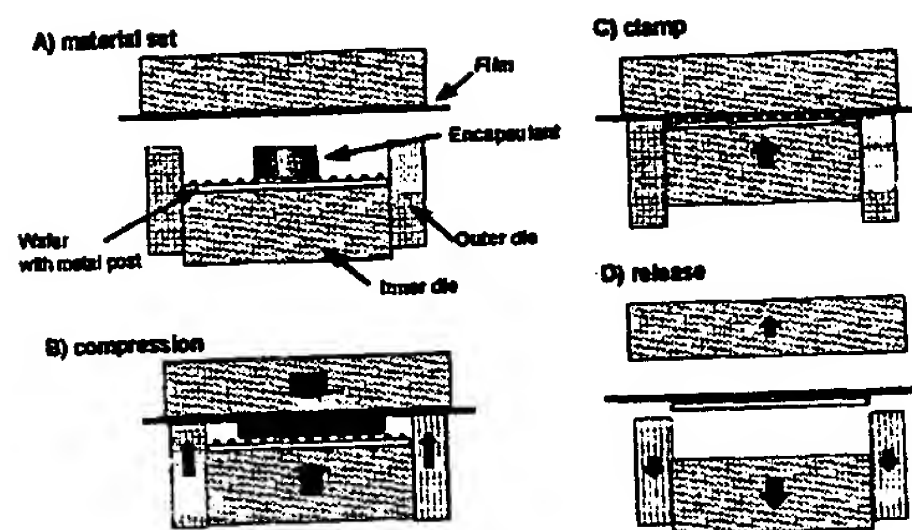 A) material set
Film
Encapsulant
Wafer
with metal post
Outer die
Inner die
B) compression
C) clamp
D) release